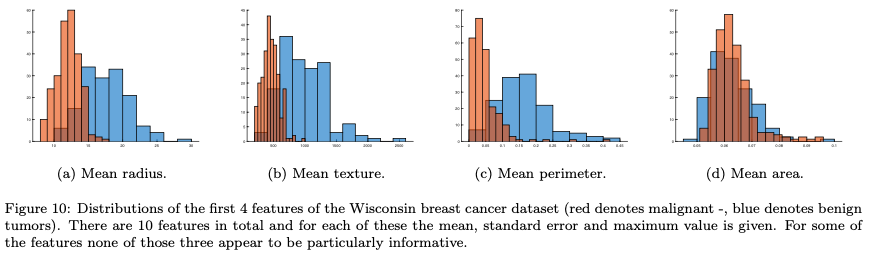 (a) Mean radius.
(b) Mean texture.
(c) Mean perimeter.
(d) Mean area.
Figure 10: Distributions of the first 4 features of the Wisconsin breast cancer dataset (red denotes malignant -, blue denotes benign
tumors). There are 10 features in total and for each of these the mean, standard error and maximum value is given. For some of
the features none of those three appear to be particularly informative.